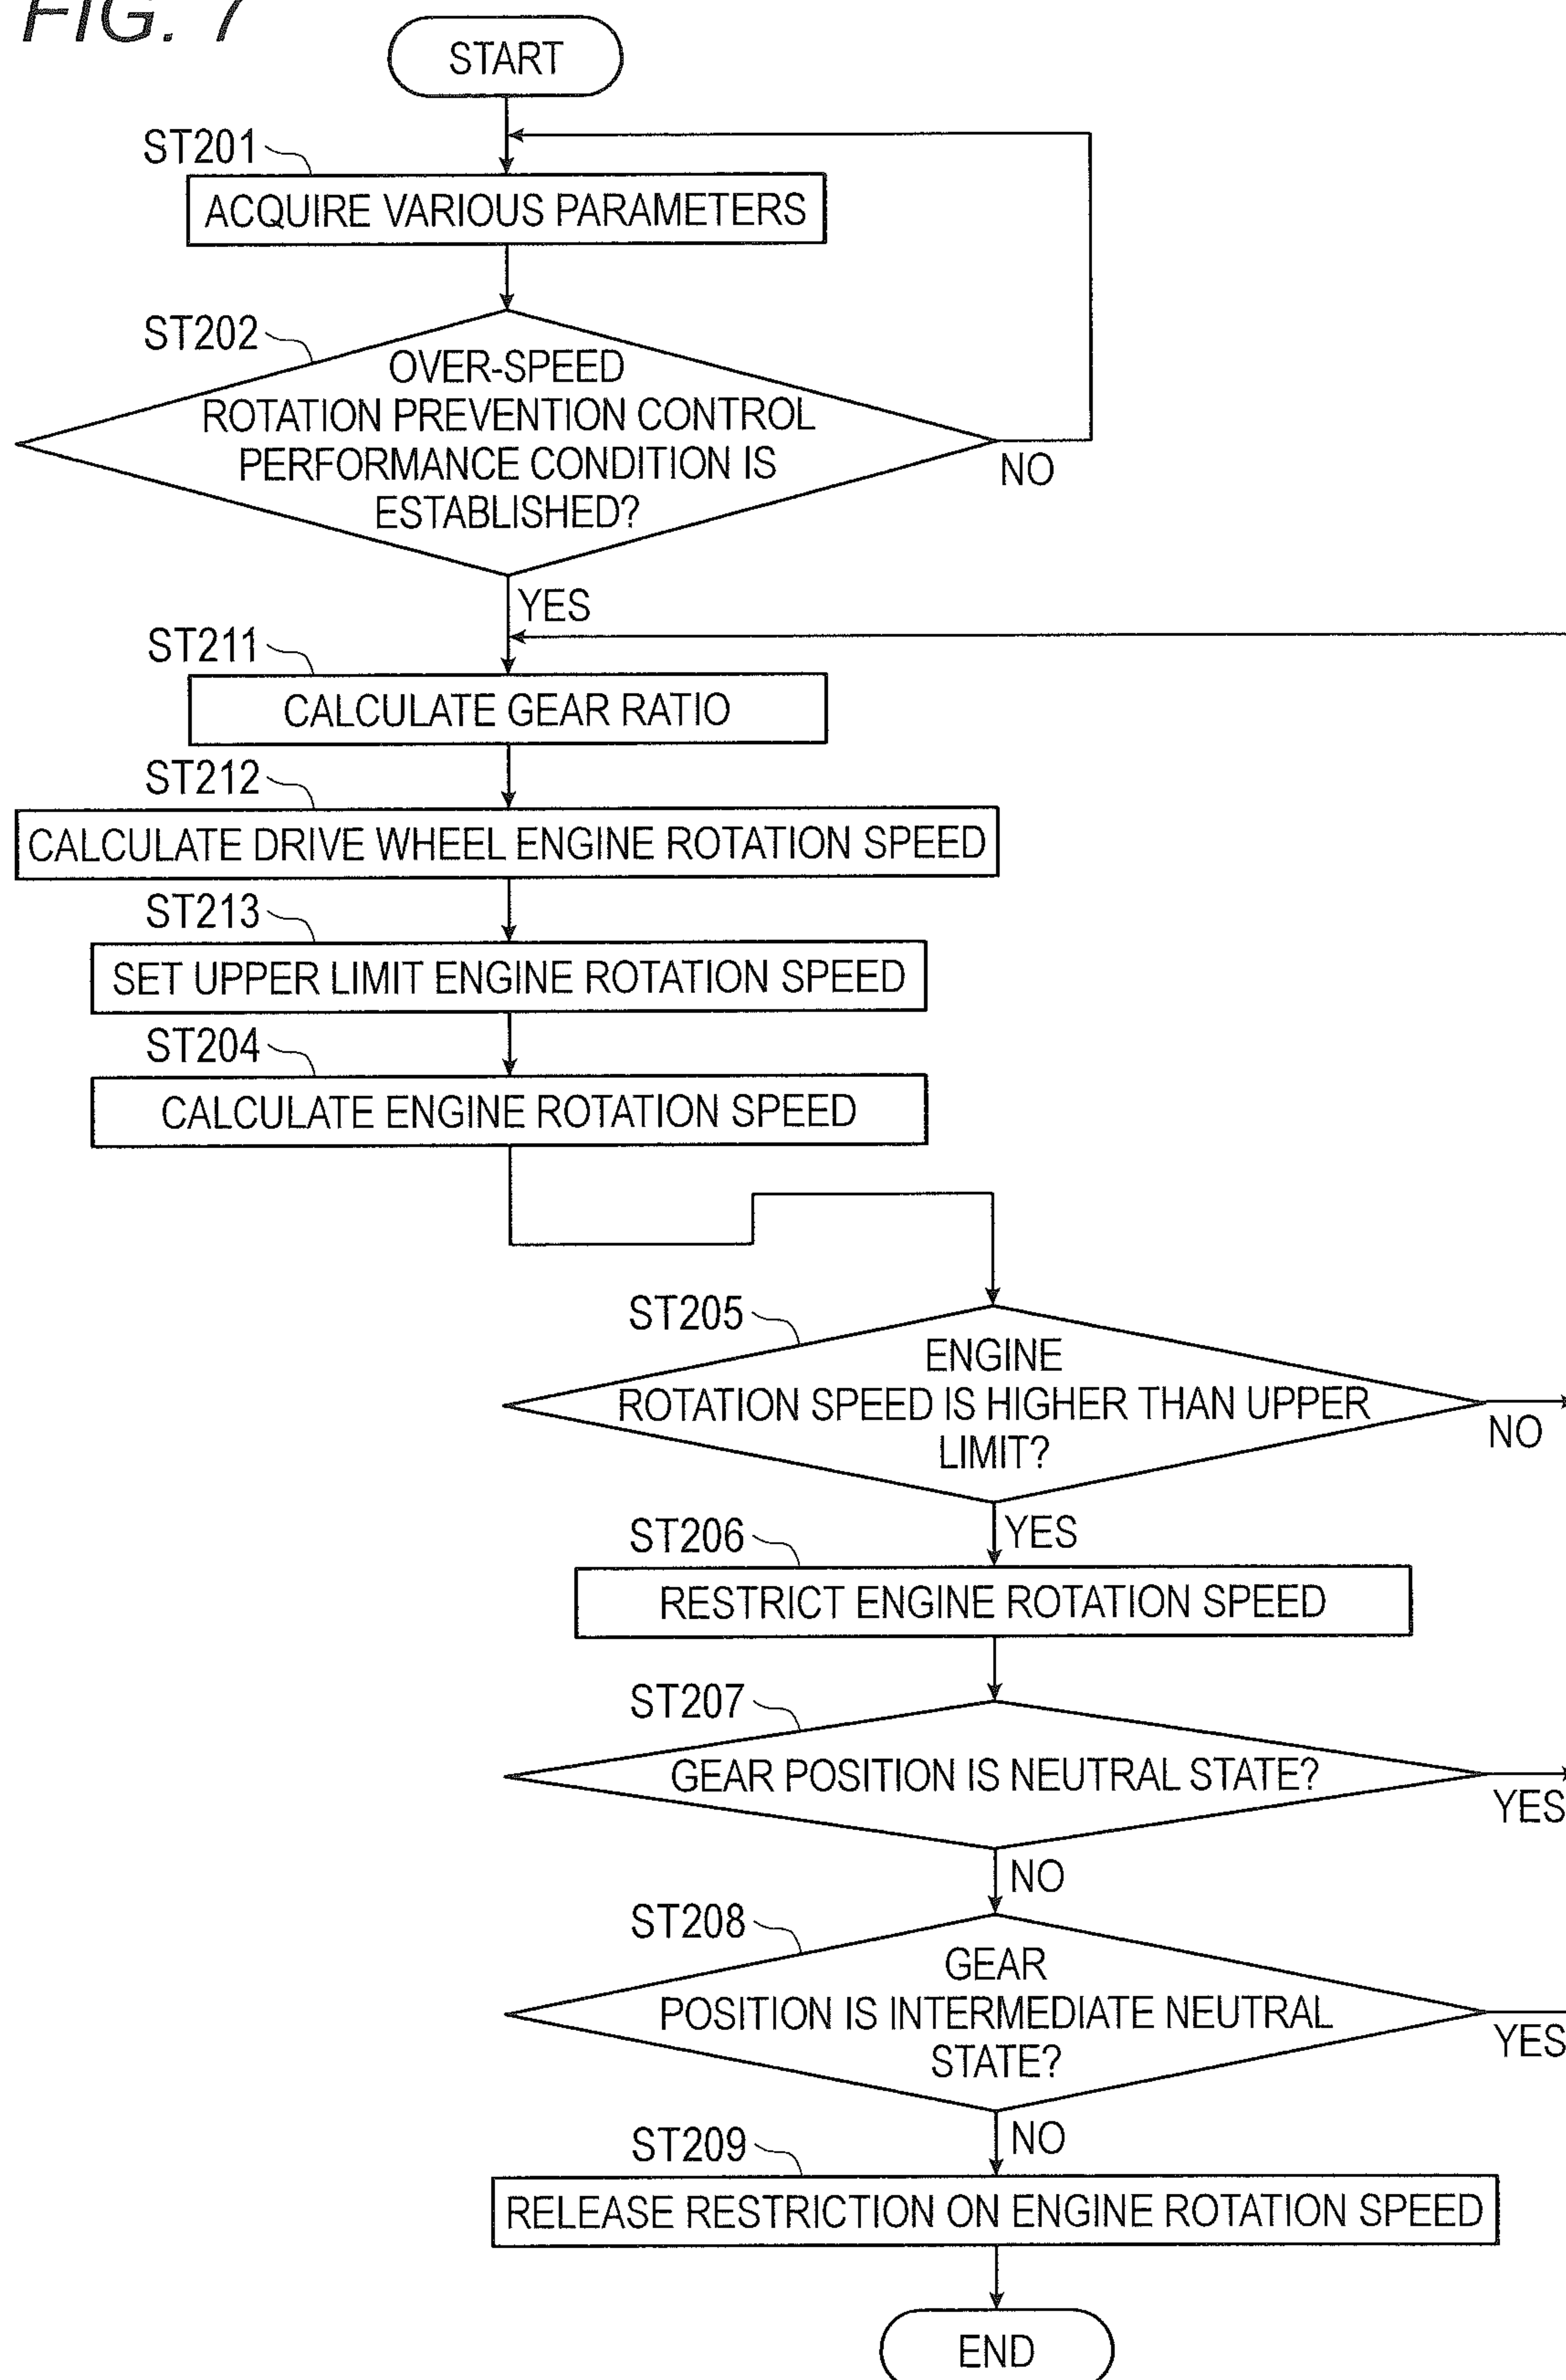 FIG. 7
START
ST201
ACQUIRE VARIOUS PARAMETERS
ST202
OVER-SPEED
ROTATION PREVENTION CONTROL
PERFORMANCE CONDITION IS
ESTABLISHED?
NO
YES
ST211
CALCULATE GEAR RATIO
ST212
CALCULATE DRIVE WHEEL ENGINE ROTATION SPEED
ST213
SET UPPER LIMIT ENGINE ROTATION SPEED
ST204
CALCULATE ENGINE ROTATION SPEED
ST205
ENGINE
ROTATION SPEED IS HIGHER THAN UPPER
LIMIT?
NO
YES
ST206
RESTRICT ENGINE ROTATION SPEED
ST207
GEAR POSITION IS NEUTRAL STATE?
YES
NO
ST208
GEAR
POSITION IS INTERMEDIATE NEUTRAL
STATE?
YES
NO
ST209
RELEASE RESTRICTION ON ENGINE ROTATION SPEED
END